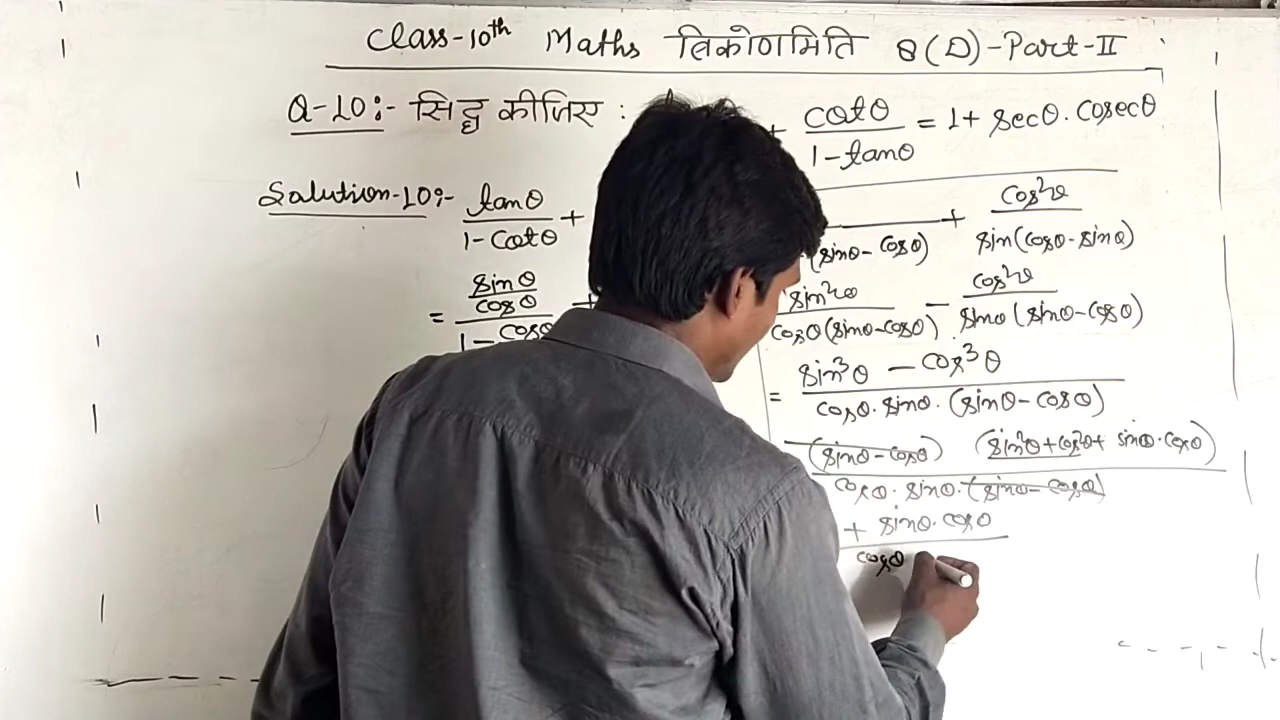 Class-10th Maths त्रिकोणमिति 8(D)-Part-II
Q-10:- सिद्ध कीजिए : + cotθ/(1-tanθ) = 1+ secθ.cosecθ
Solution-10:- tanθ/(1-cotθ) +
= (sinθ/cosθ)/(1-cosθ +
(sinθ-cosθ) + cos²θ/sin(cosθ-sinθ)
sin²θ/cosθ(sinθ-cosθ) - cos²θ/sinθ(sinθ-cosθ)
= (sin³θ - cos³θ)/(cosθ.sinθ.(sinθ-cosθ))
(sinθ-cosθ) (sin²θ+cos²θ+ sinθ.cosθ)/(cosθ.sinθ.(sinθ-cosθ))
+ sinθ.cosθ/cosθ